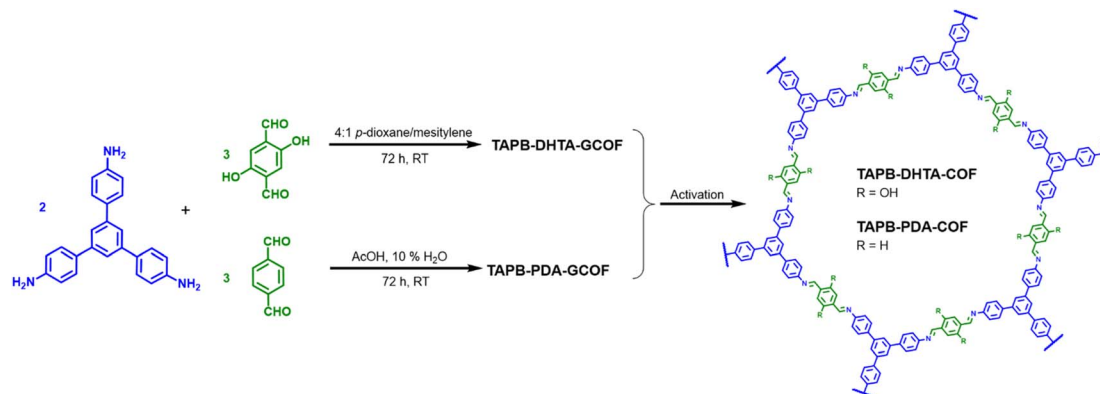 2
NH₂
H₂N
NH₂
+
3
CHO
OH
HO
CHO
4:1 p-dioxane/mesitylene
72 h, RT
TAPB-DHTA-GCOF
3
CHO
CHO
AcOH, 10 % H₂O
72 h, RT
TAPB-PDA-GCOF
Activation
TAPB-DHTA-COF
R = OH
TAPB-PDA-COF
R = H
N
N
N
N
N
N
N
N
N
N
N
N
R
R
R
R
R
R
R
R
R
R
R
R